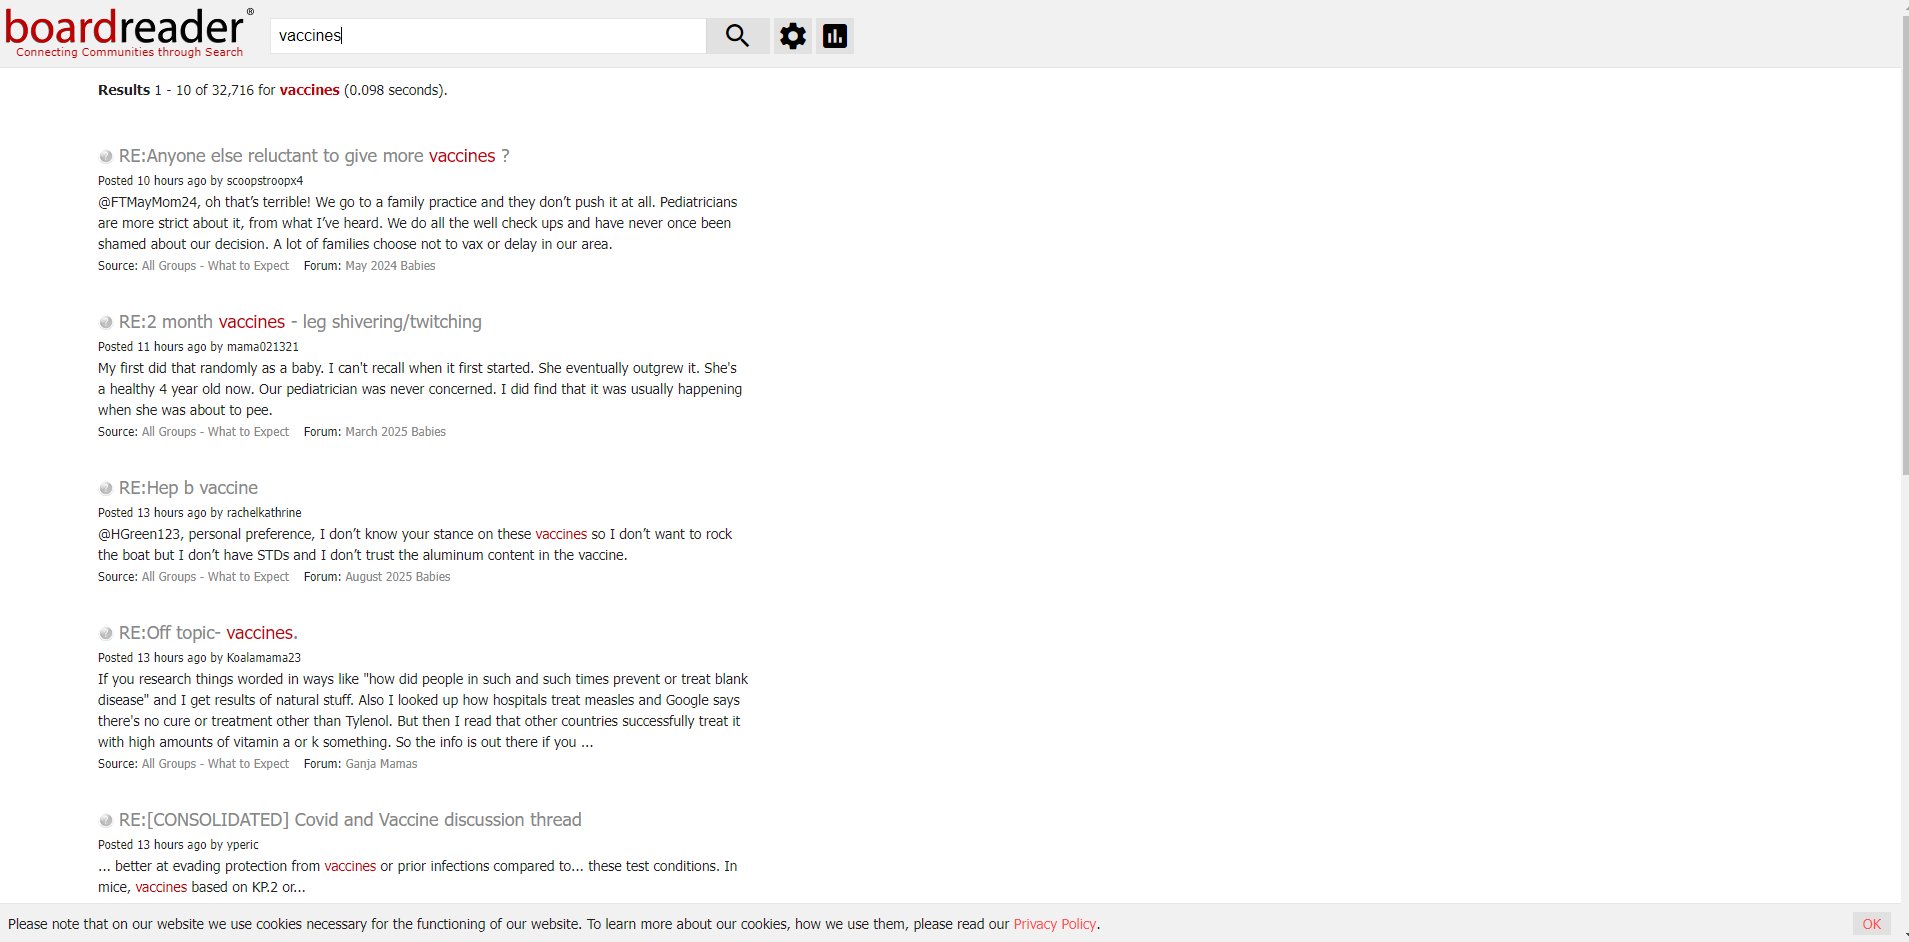 boardreader®
Connecting Communities through Search
vaccines
Results 1 - 10 of 32,716 for vaccines (0.098 seconds).
RE:Anyone else reluctant to give more vaccines ?
Posted 10 hours ago by scoopstroopx4
@FTMayMom24, oh that’s terrible! We go to a family practice and they don’t push it at all. Pediatricians
are more strict about it, from what I’ve heard. We do all the well check ups and have never once been
shamed about our decision. A lot of families choose not to vax or delay in our area.
Source: All Groups - What to Expect Forum: May 2024 Babies
RE:2 month vaccines - leg shivering/twitching
Posted 11 hours ago by mama021321
My first did that randomly as a baby. I can't recall when it first started. She eventually outgrew it. She's
a healthy 4 year old now. Our pediatrician was never concerned. I did find that it was usually happening
when she was about to pee.
Source: All Groups - What to Expect Forum: March 2025 Babies
RE:Hep b vaccine
Posted 13 hours ago by rachelkathrine
@HGreen123, personal preference, I don’t know your stance on these vaccines so I don’t want to rock
the boat but I don’t have STDs and I don’t trust the aluminum content in the vaccine.
Source: All Groups - What to Expect Forum: August 2025 Babies
RE:Off topic- vaccines.
Posted 13 hours ago by Koalamama23
If you research things worded in ways like "how did people in such and such times prevent or treat blank
disease" and I get results of natural stuff. Also I looked up how hospitals treat measles and Google says
there's no cure or treatment other than Tylenol. But then I read that other countries successfully treat it
with high amounts of vitamin a or k something. So the info is out there if you ...
Source: All Groups - What to Expect Forum: Ganja Mamas
RE:[CONSOLIDATED] Covid and Vaccine discussion thread
Posted 13 hours ago by yperic
... better at evading protection from vaccines or prior infections compared to... these test conditions. In
mice, vaccines based on KP.2 or...
Please note that on our website we use cookies necessary for the functioning of our website. To learn more about our cookies, how we use them, please read our Privacy Policy.
OK